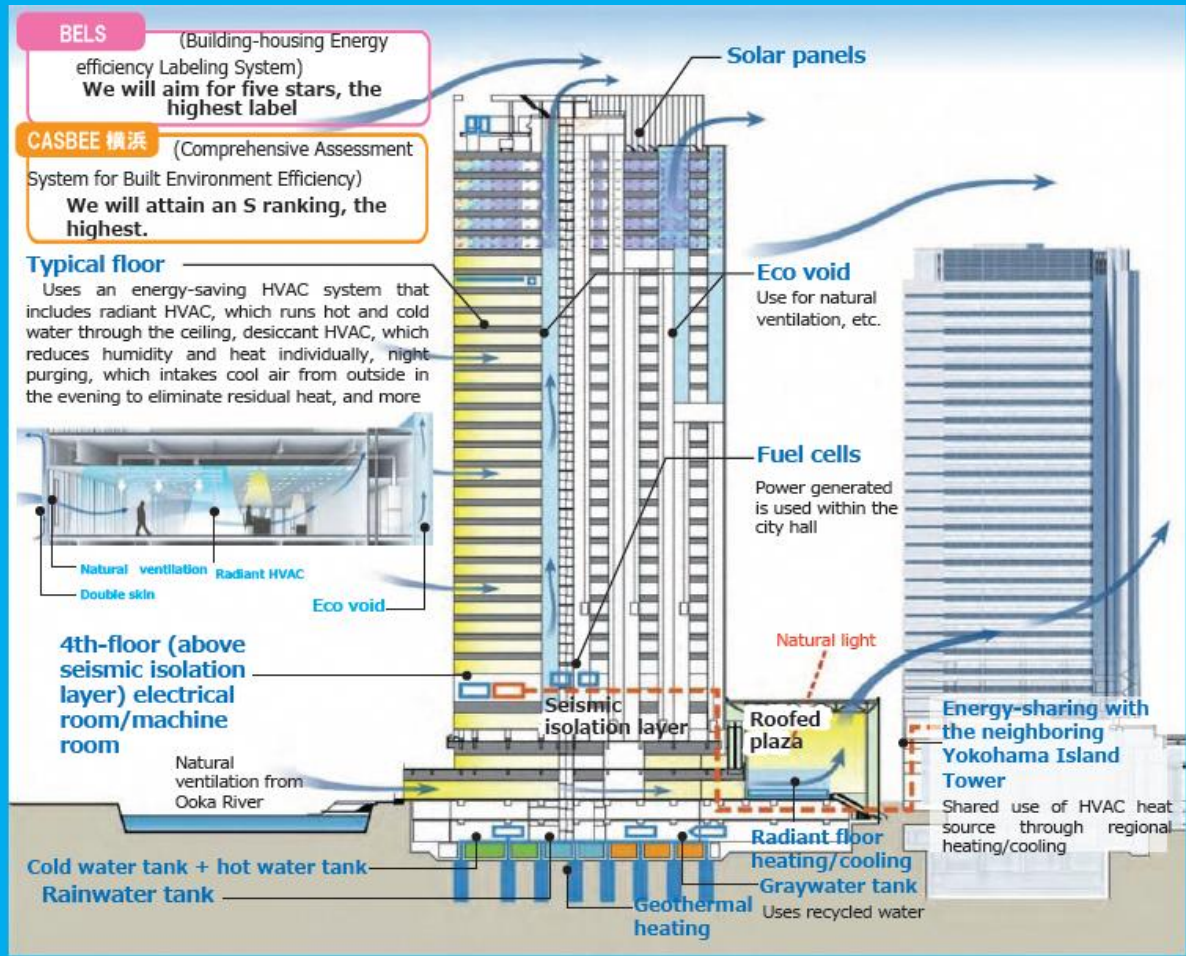 BELS
(Building-housing Energy
efficiency Labeling System)
We will aim for five stars, the
highest label
CASBEE 横浜
(Comprehensive Assessment
System for Built Environment Efficiency)
We will attain an S ranking, the
highest.
Solar panels
Typical floor
Uses an energy-saving HVAC system that
includes radiant HVAC, which runs hot and cold
water through the ceiling, desiccant HVAC, which
reduces humidity and heat individually, night
purging, which intakes cool air from outside in
the evening to eliminate residual heat, and more
Eco void
Use for natural
ventilation, etc.
Fuel cells
Power generated
is used within the
city hall
Natural ventilation
Radiant HVAC
Double skin
Eco void
4th-floor (above
seismic isolation
layer) electrical
room/machine
room
Natural light
Seismic
isolation layer
Roofed
plaza
Energy-sharing with
the neighboring
Yokohama Island
Tower
Shared use of HVAC heat
source through regional
heating/cooling
Natural
ventilation from
Ooka River
Radiant floor
heating/cooling
Cold water tank + hot water tank
Graywater tank
Uses recycled water
Rainwater tank
Geothermal
heating